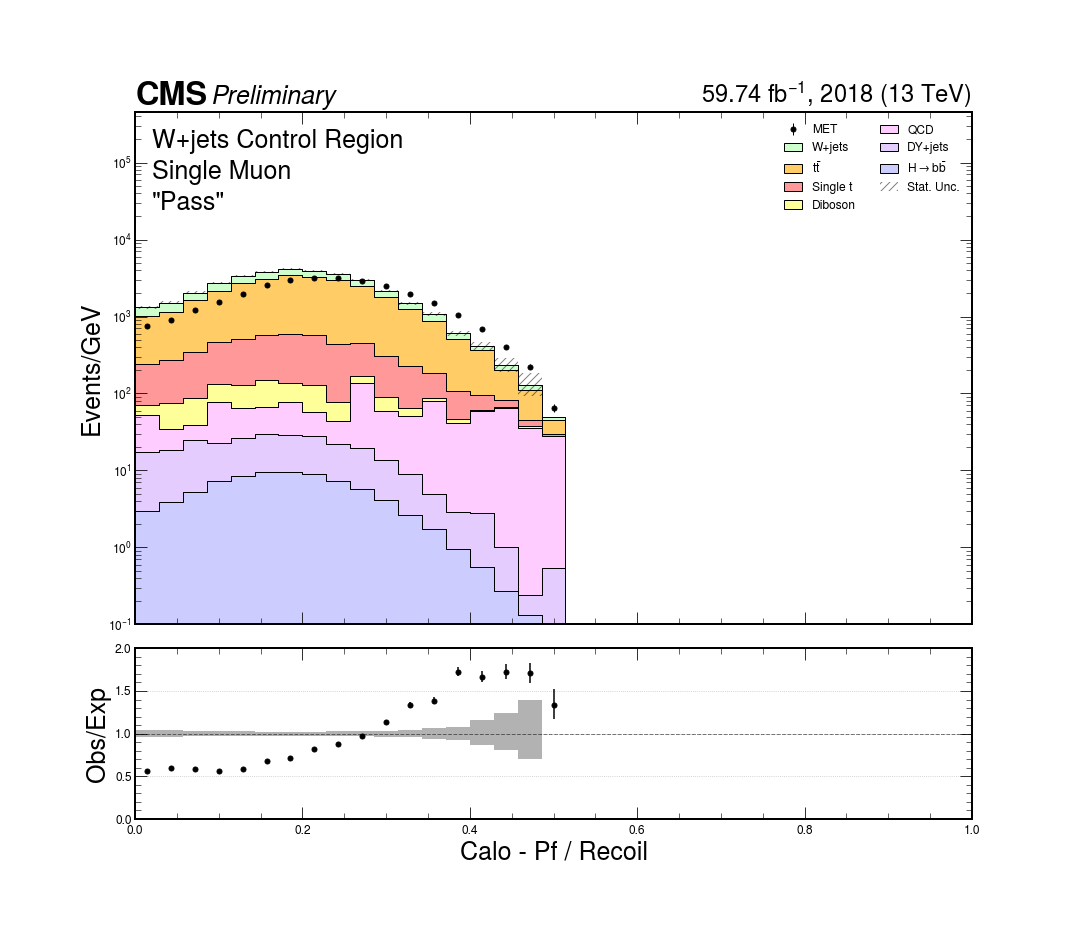 CMS Preliminary
59.74 fb⁻¹, 2018 (13 TeV)
W+jets Control Region
Single Muon
"Pass"
MET
W+jets
tt̄
Single t
Diboson
QCD
DY+jets
H→bb̄
Stat. Unc.
10⁵
10⁴
10³
10²
10¹
10⁰
10⁻¹
Events/GeV
2.0
1.5
1.0
0.5
0.0
Obs/Exp
0.0 0.2 0.4 0.6 0.8 1.0
Calo - Pf / Recoil